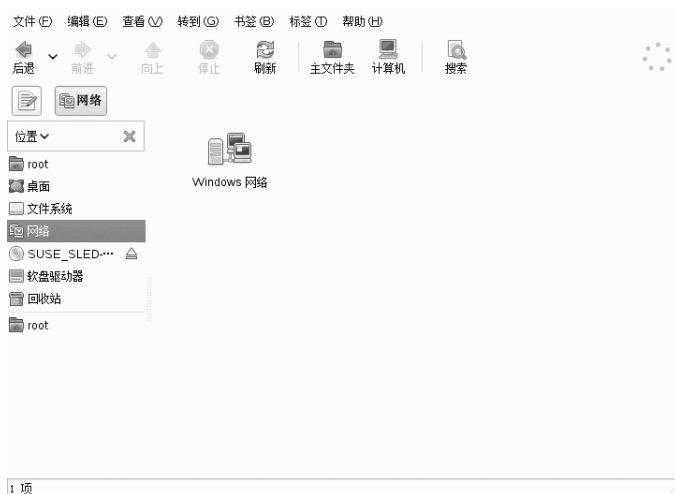 文件(F) 编辑(E) 查看(V) 转到(G) 书签(B) 标签(T) 帮助(H)
后退 前进 向上 停止 刷新 主文件夹 计算机 搜索
网络
位置
root
桌面
文件系统
网络
SUSE_SLED-…
软盘驱动器
回收站
root
Windows 网络
1 项